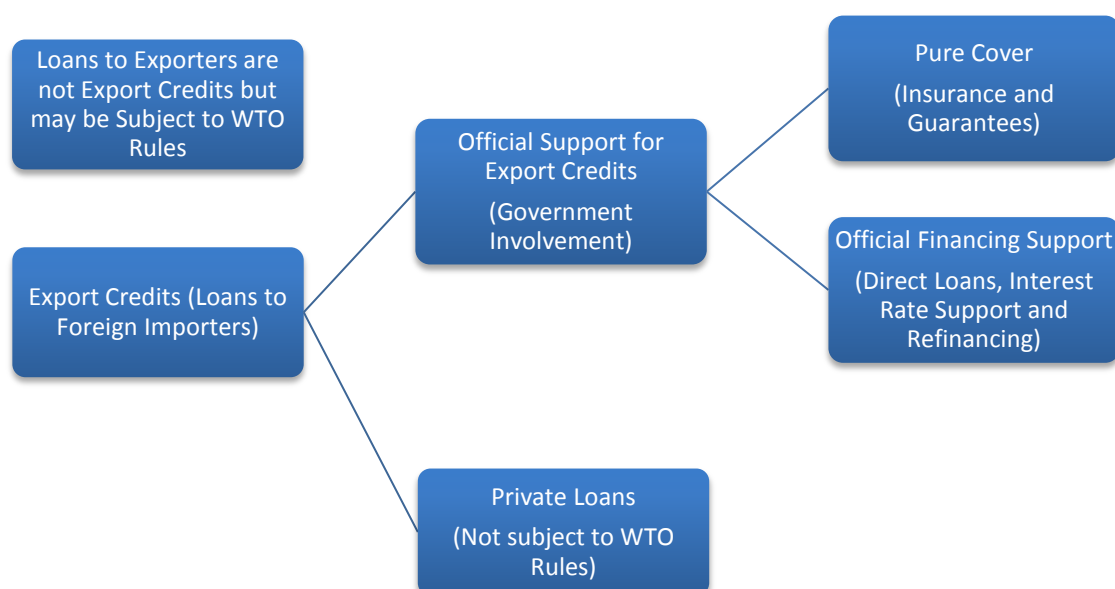 Loans to Exporters are
not Export Credits but
may be Subject to WTO
Rules
Export Credits (Loans to
Foreign Importers)
Official Support for
Export Credits
(Government
Involvement)
Private Loans
(Not subject to WTO
Rules)
Pure Cover
(Insurance and
Guarantees)
Official Financing Support
(Direct Loans, Interest
Rate Support and
Refinancing)